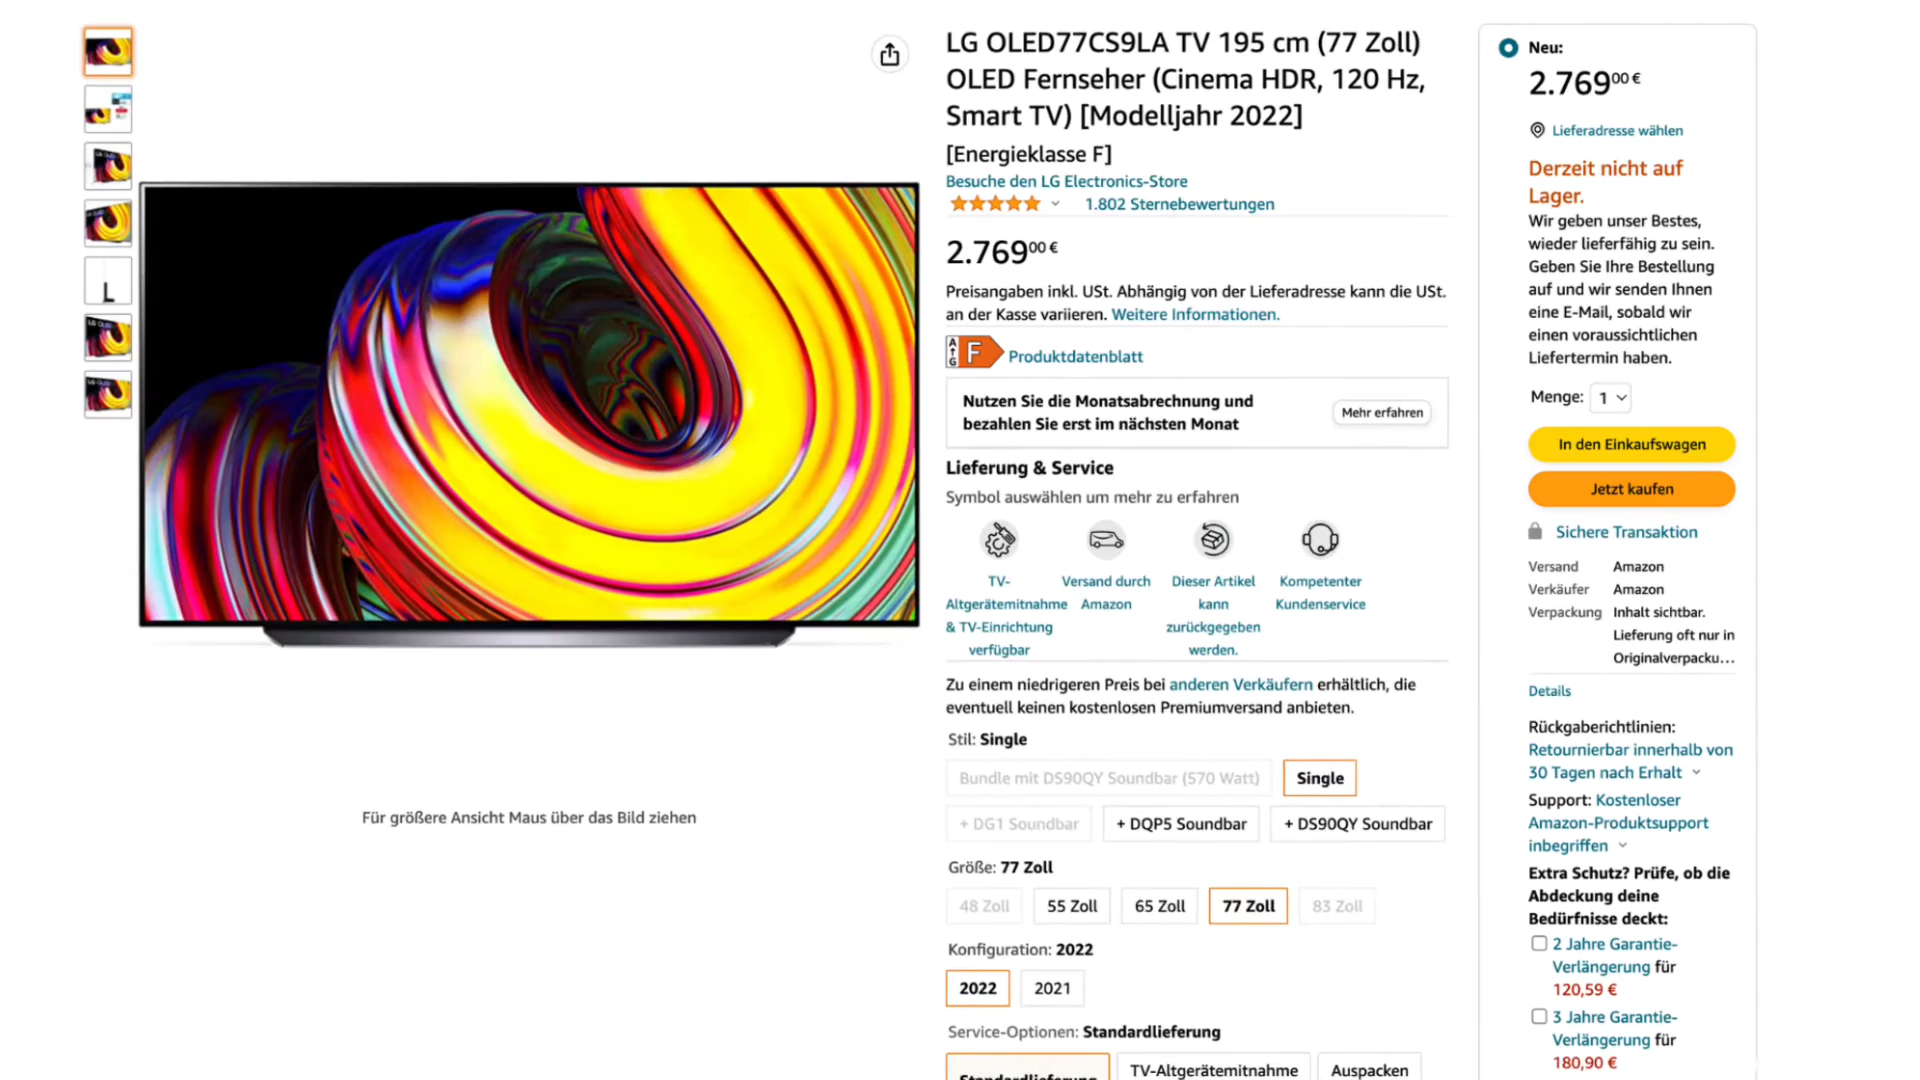 LG OLED77CS9LA TV 195 cm (77 Zoll)
OLED Fernseher (Cinema HDR, 120 Hz,
Smart TV) [Modelljahr 2022]
[Energieklasse F]
Besuche den LG Electronics-Store
1.802 Sternebewertungen
2.769⁰⁰ €
Preisangaben inkl. USt. Abhängig von der Lieferadresse kann die USt.
an der Kasse variieren. Weitere Informationen.
A
G
F
Produktdatenblatt
Nutzen Sie die Monatsabrechnung und
bezahlen Sie erst im nächsten Monat
Mehr erfahren
Lieferung & Service
Symbol auswählen um mehr zu erfahren
TV-
Altgerätemitnahme
& TV-Einrichtung
verfügbar
Versand durch
Amazon
Dieser Artikel
kann
zurückgegeben
werden.
Kompetenter
Kundenservice
Zu einem niedrigeren Preis bei anderen Verkäufern erhältlich, die
eventuell keinen kostenlosen Premiumversand anbieten.
Stil: Single
Bundle mit DS90QY Soundbar (570 Watt)
Single
+ DG1 Soundbar
+ DQP5 Soundbar
+ DS90QY Soundbar
Größe: 77 Zoll
48 Zoll
55 Zoll
65 Zoll
77 Zoll
83 Zoll
Konfiguration: 2022
2022
2021
Service-Optionen: Standardlieferung
Standardlieferung
TV-Altgerätemitnahme
Auspacken
Für größere Ansicht Maus über das Bild ziehen
Neu:
2.769⁰⁰ €
Lieferadresse wählen
Derzeit nicht auf
Lager.
Wir geben unser Bestes,
wieder lieferfähig zu sein.
Geben Sie Ihre Bestellung
auf und wir senden Ihnen
eine E-Mail, sobald wir
einen voraussichtlichen
Liefertermin haben.
Menge: 1
In den Einkaufswagen
Jetzt kaufen
Sichere Transaktion
Versand Amazon
Verkäufer Amazon
Verpackung Inhalt sichtbar.
Lieferung oft nur in
Originalverpacku…
Details
Rückgaberichtlinien:
Retournierbar innerhalb von
30 Tagen nach Erhalt
Support: Kostenloser
Amazon-Produktsupport
inbegriffen
Extra Schutz? Prüfe, ob die
Abdeckung deine
Bedürfnisse deckt:
2 Jahre Garantie-
Verlängerung für
120,59 €
3 Jahre Garantie-
Verlängerung für
180,90 €